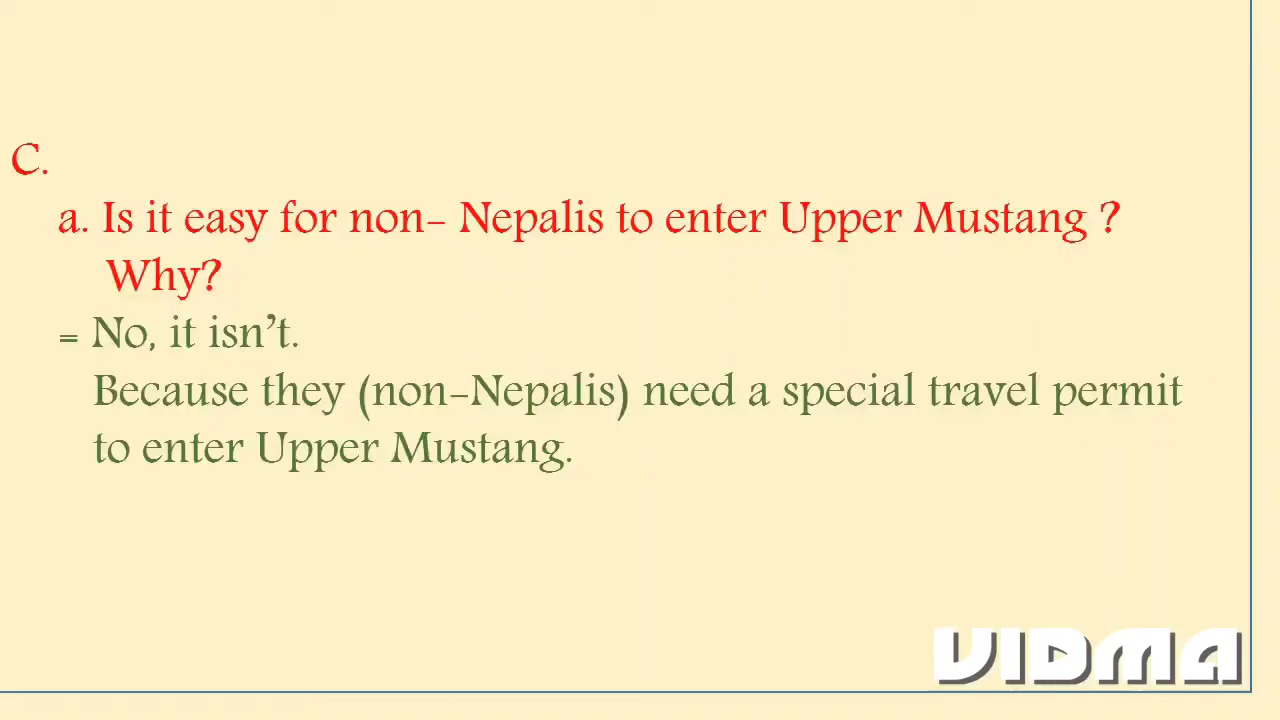 C.
a. Is it easy for non- Nepalis to enter Upper Mustang ?
Why?
= No, it isn’t.
Because they (non-Nepalis) need a special travel permit
to enter Upper Mustang.
VIDMA